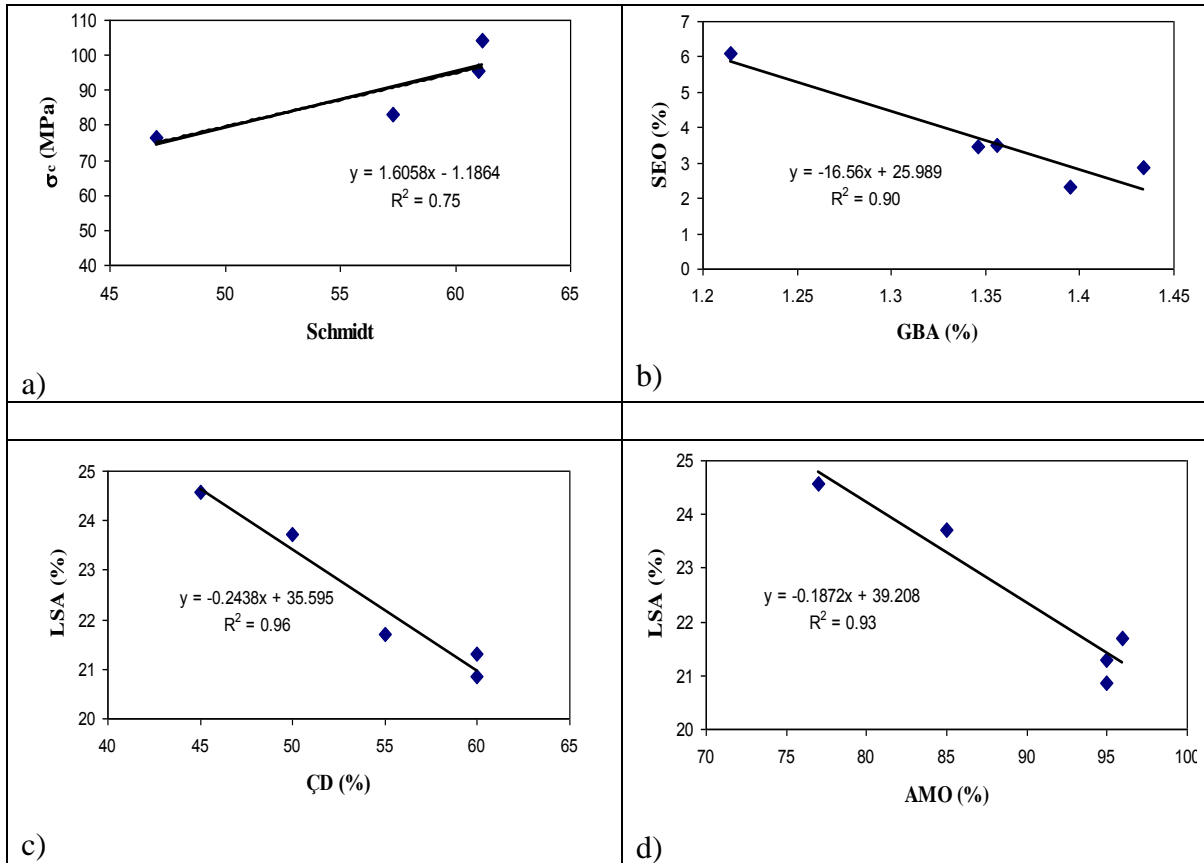 110
100
90
80
70
60
50
40
σc (MPa)
y = 1.6058x - 1.1864
R² = 0.75
45 50 55 60 65
Schmidt
a)
7
6
5
4
3
2
1
0
SEO (%)
y = -16.56x + 25.989
R² = 0.90
1.2 1.25 1.3 1.35 1.4 1.45
GBA (%)
b)
25
24
23
22
21
20
LSA (%)
y = -0.2438x + 35.595
R² = 0.96
40 45 50 55 60 65
ÇD (%)
c)
25
24
23
22
21
20
LSA (%)
y = -0.1872x + 39.208
R² = 0.93
70 75 80 85 90 95 100
AMO (%)
d)